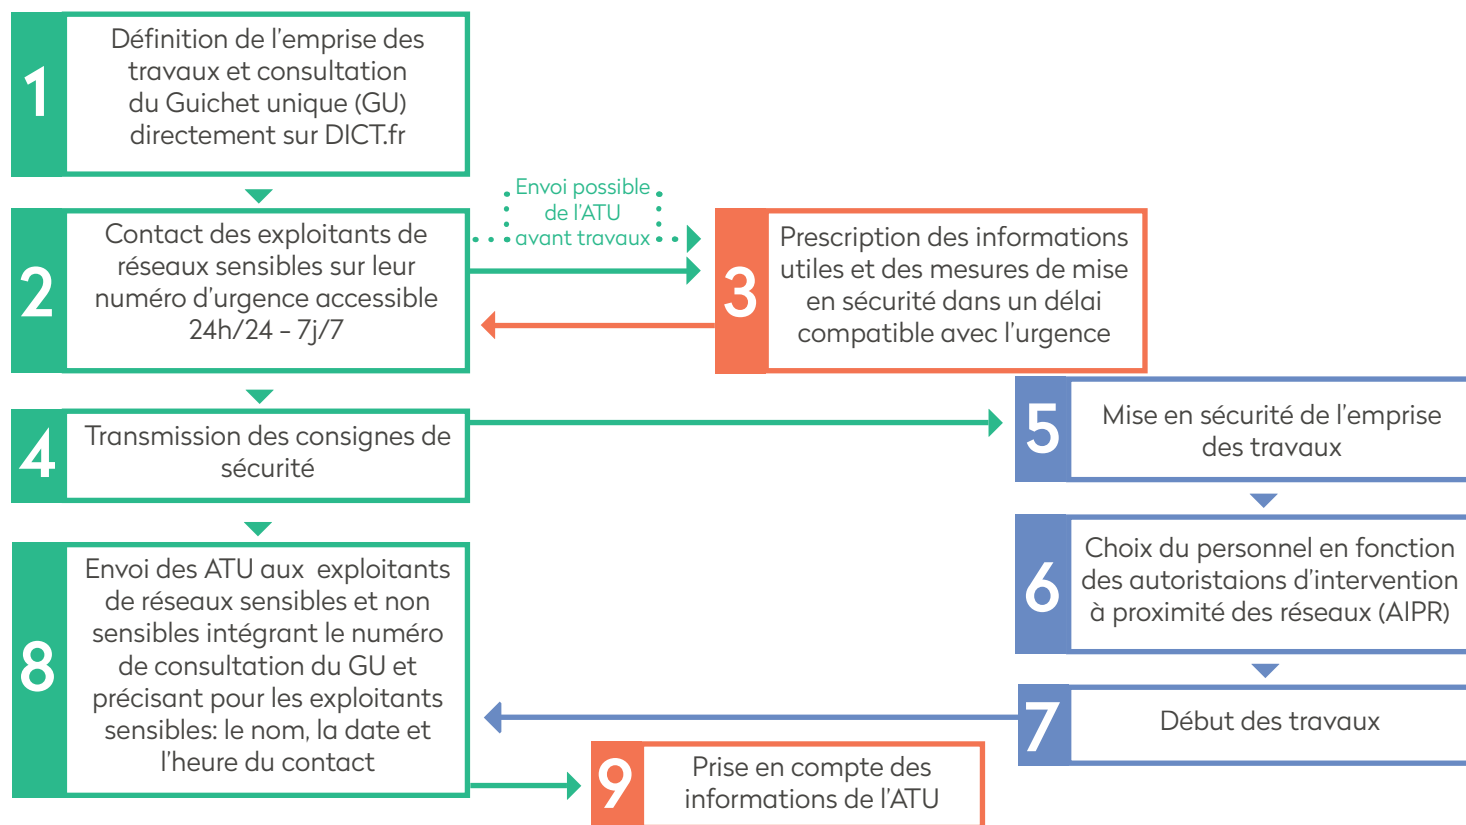 1
Définition de l'emprise des
travaux et consultation
du Guichet unique (GU)
directement sur DICT.fr
2
Contact des exploitants de
réseaux sensibles sur leur
numéro d'urgence accessible
24h/24 - 7j/7
Envoi possible
de l'ATU
avant travaux
3
Prescription des informations
utiles et des mesures de mise
en sécurité dans un délai
compatible avec l'urgence
4
Transmission des consignes de
sécurité
5
Mise en sécurité de l'emprise
des travaux
6
Choix du personnel en fonction
des autoristaions d'intervention
à proximité des réseaux (AIPR)
7
Début des travaux
8
Envoi des ATU aux exploitants
de réseaux sensibles et non
sensibles intégrant le numéro
de consultation du GU et
précisant pour les exploitants
sensibles: le nom, la date et
l'heure du contact
9
Prise en compte des
informations de l'ATU